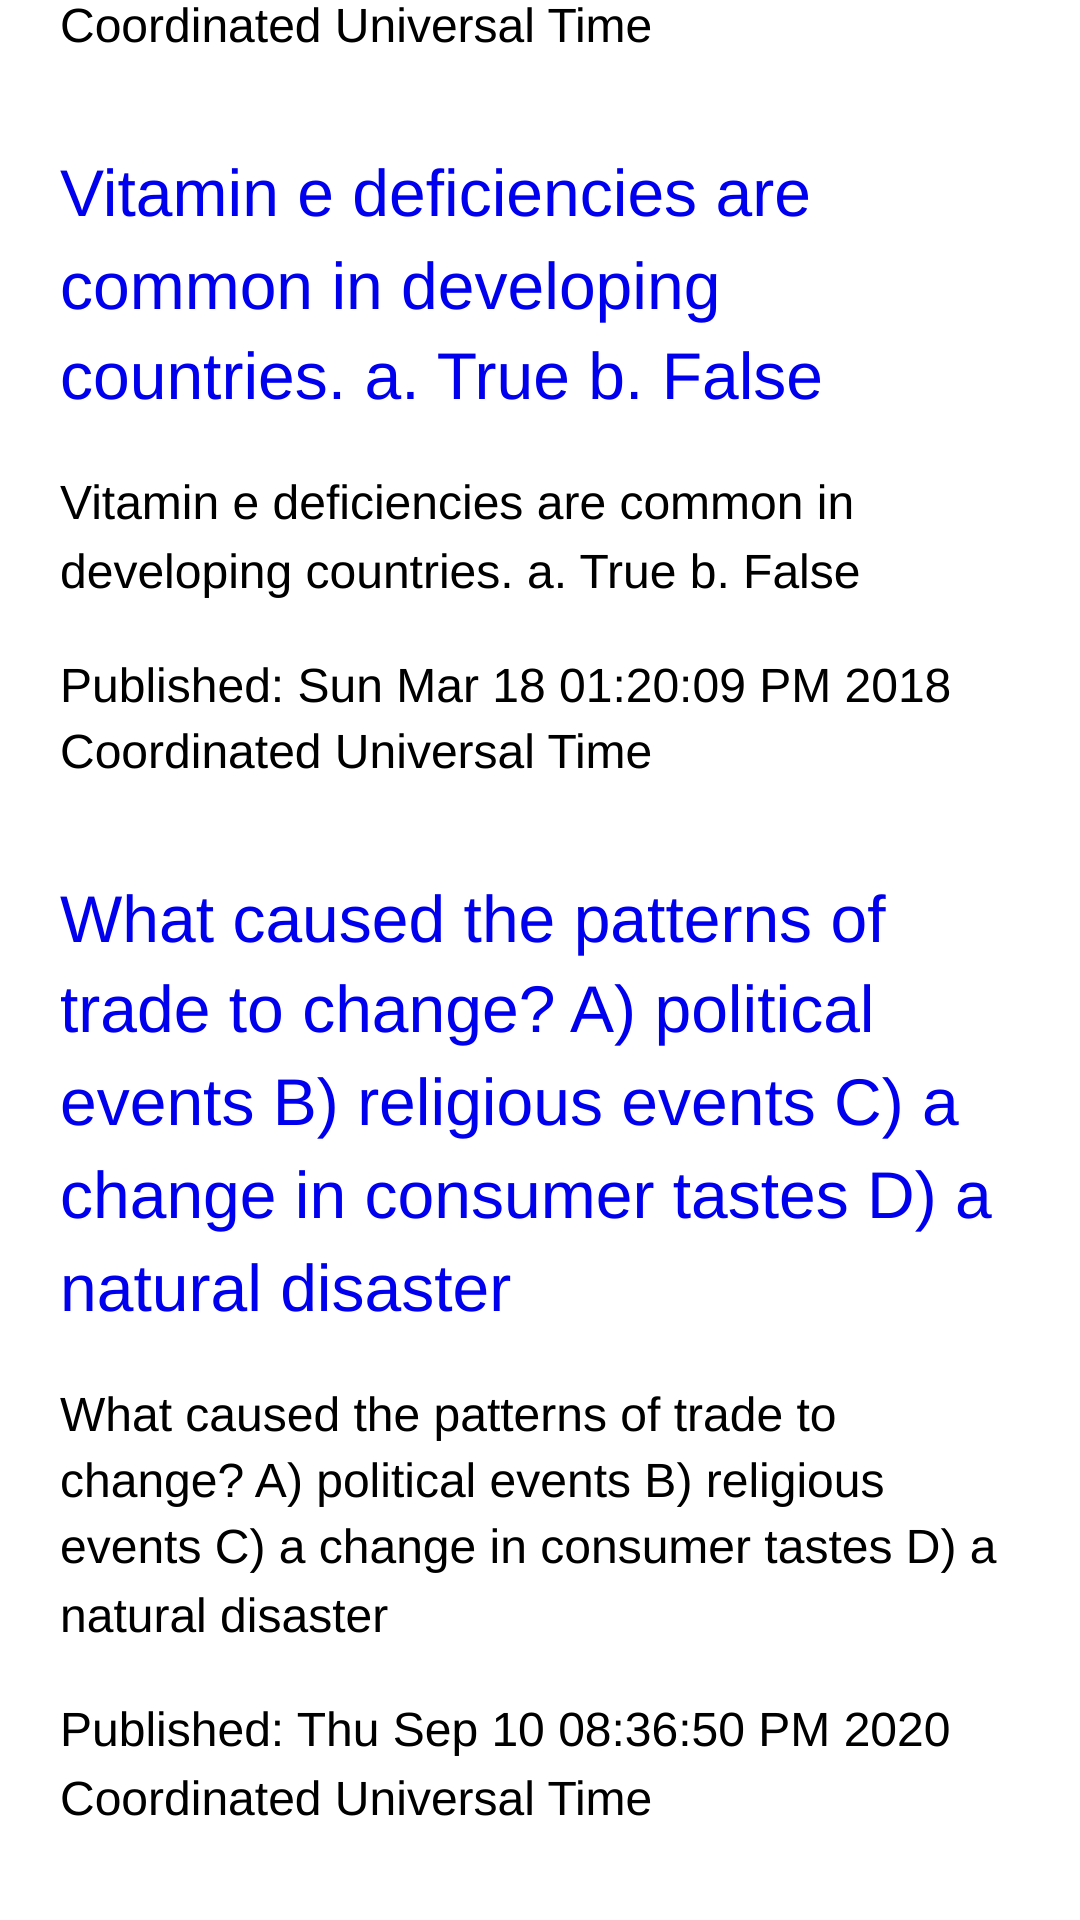 Coordinated Universal Time
Vitamin e deficiencies are
common in developing
countries. a. True b. False
Vitamin e deficiencies are common in
developing countries. a. True b. False
Published: Sun Mar 18 01:20:09 PM 2018
Coordinated Universal Time
What caused the patterns of
trade to change? A) political
events B) religious events C) a
change in consumer tastes D) a
natural disaster
What caused the patterns of trade to
change? A) political events B) religious
events C) a change in consumer tastes D) a
natural disaster
Published: Thu Sep 10 08:36:50 PM 2020
Coordinated Universal Time